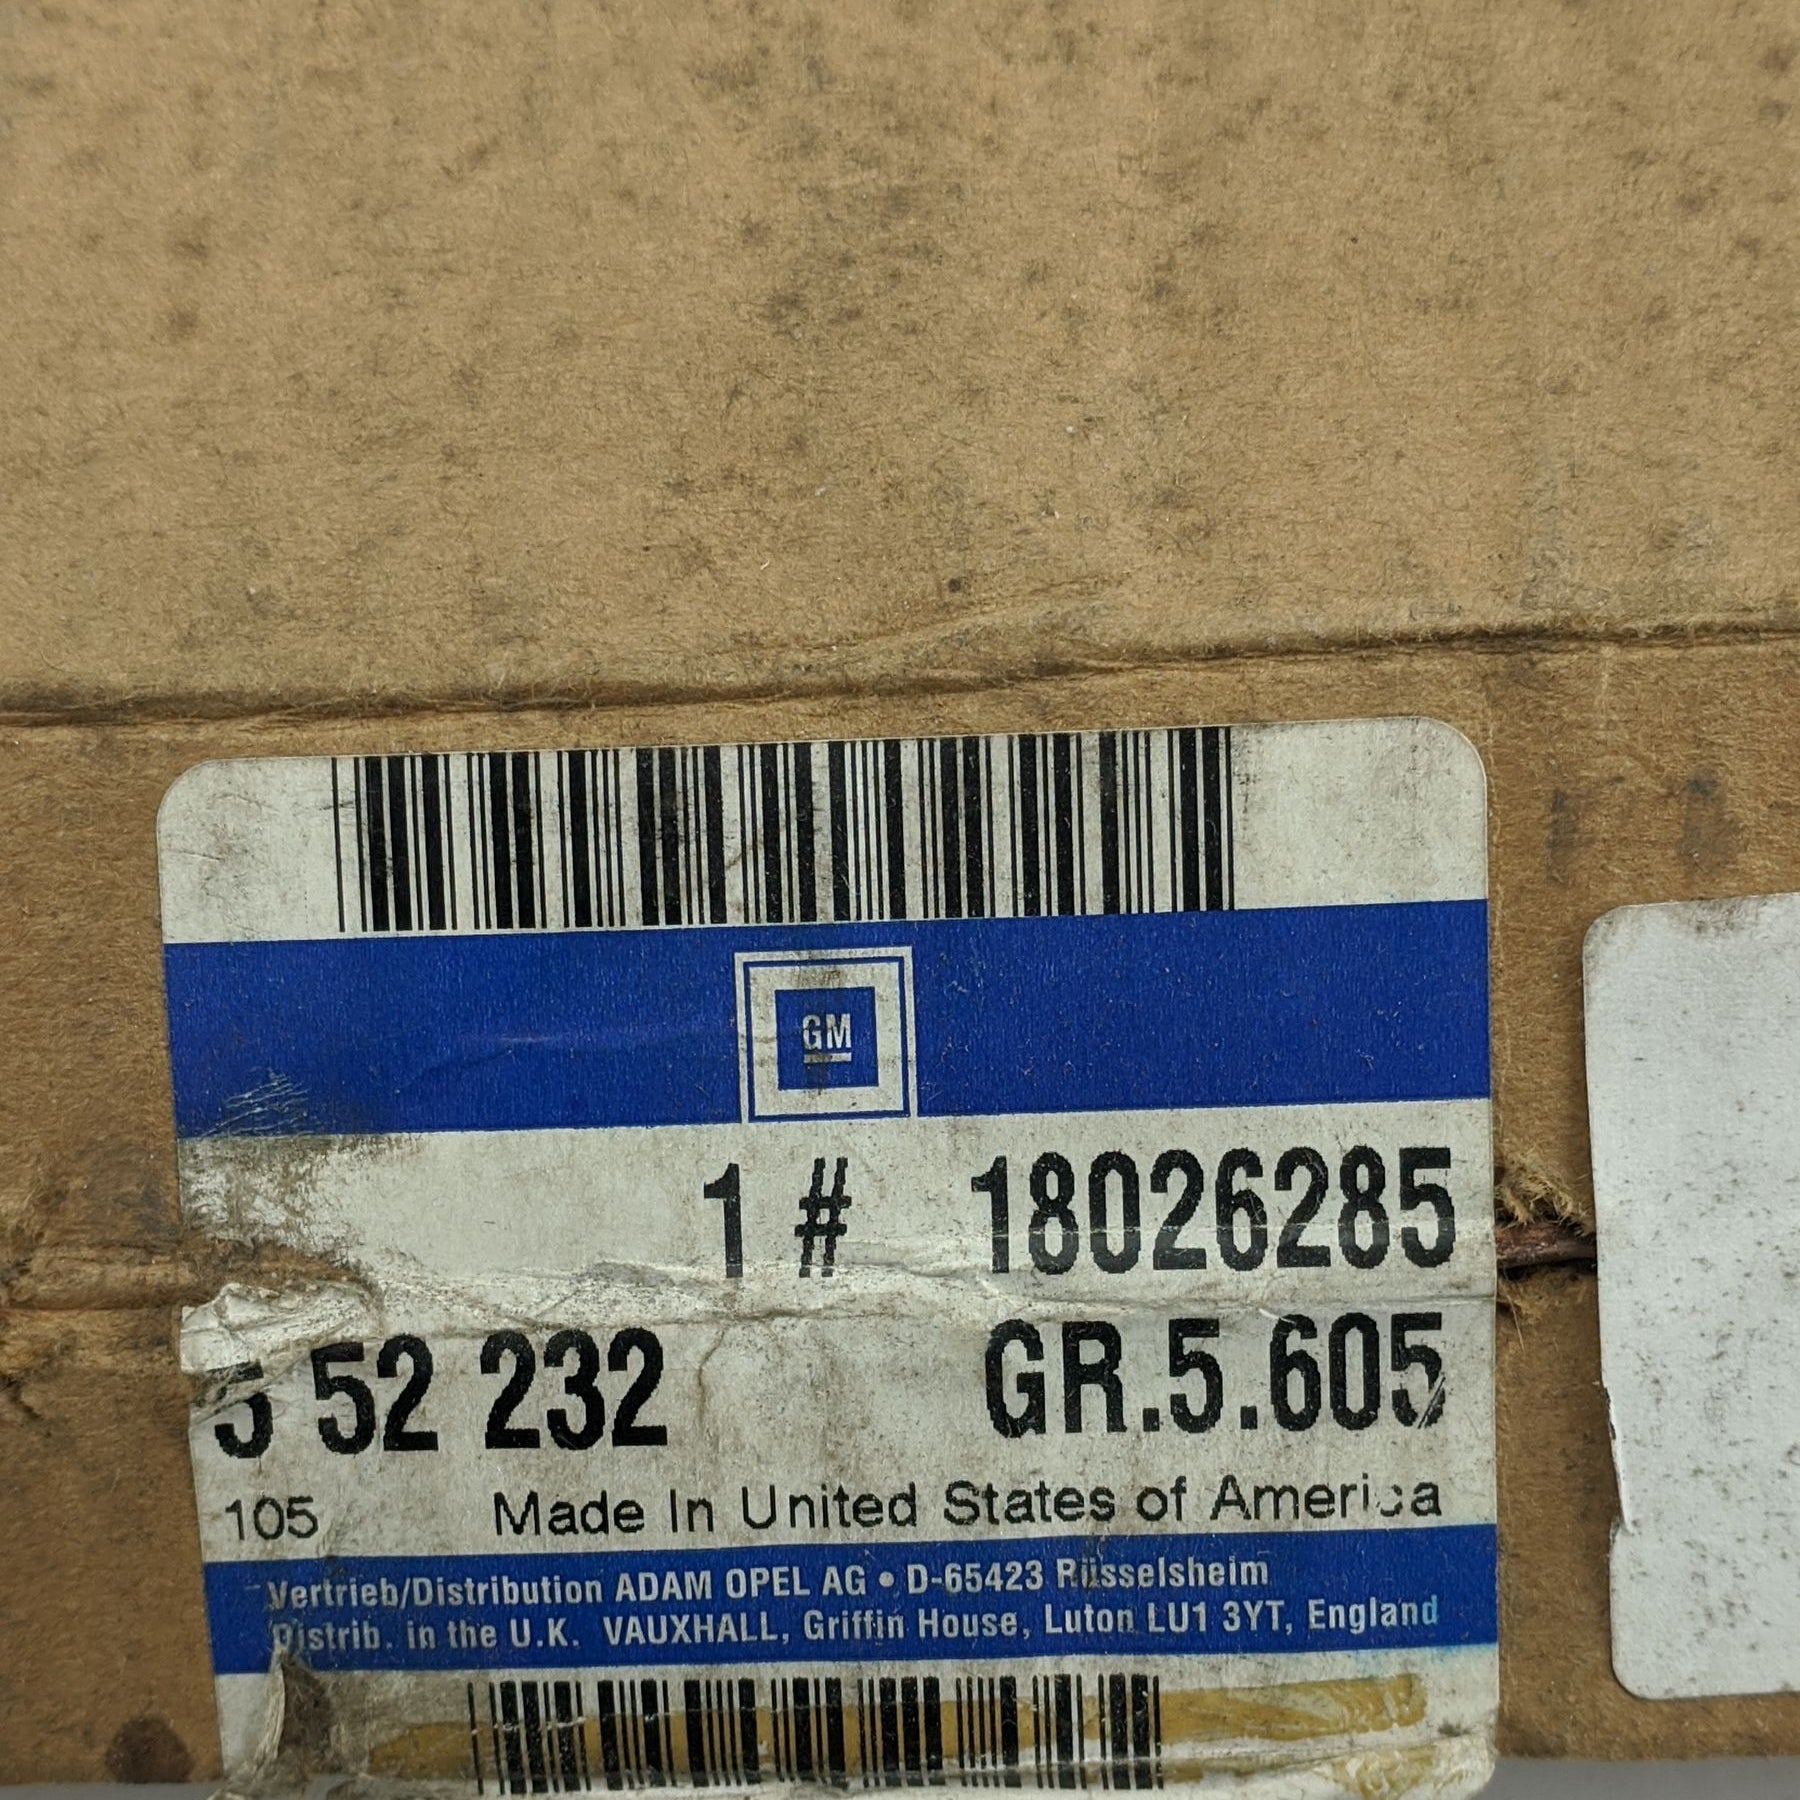 GM
1 # 18026285
5 52 232 GR.5.605
105 Made In United States of America
Vertrieb/Distribution ADAM OPEL AG • D-65423 Rüsselsheim
Distrib. in the U.K. VAUXHALL, Griffin House, Luton LU1 3YT, England